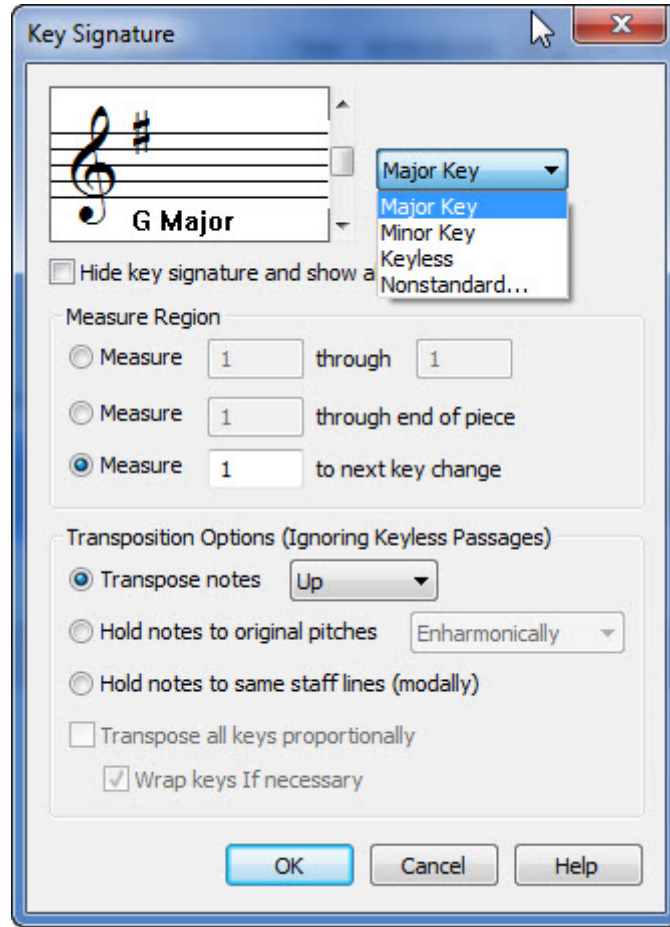 Key Signature
G Major
Major Key
Major Key
Minor Key
Keyless
Nonstandard...
Hide key signature and show a
Measure Region
Measure 1 through 1
Measure 1 through end of piece
Measure 1 to next key change
Transposition Options (Ignoring Keyless Passages)
Transpose notes Up
Hold notes to original pitches Enharmonically
Hold notes to same staff lines (modally)
Transpose all keys proportionally
Wrap keys If necessary
OK Cancel Help